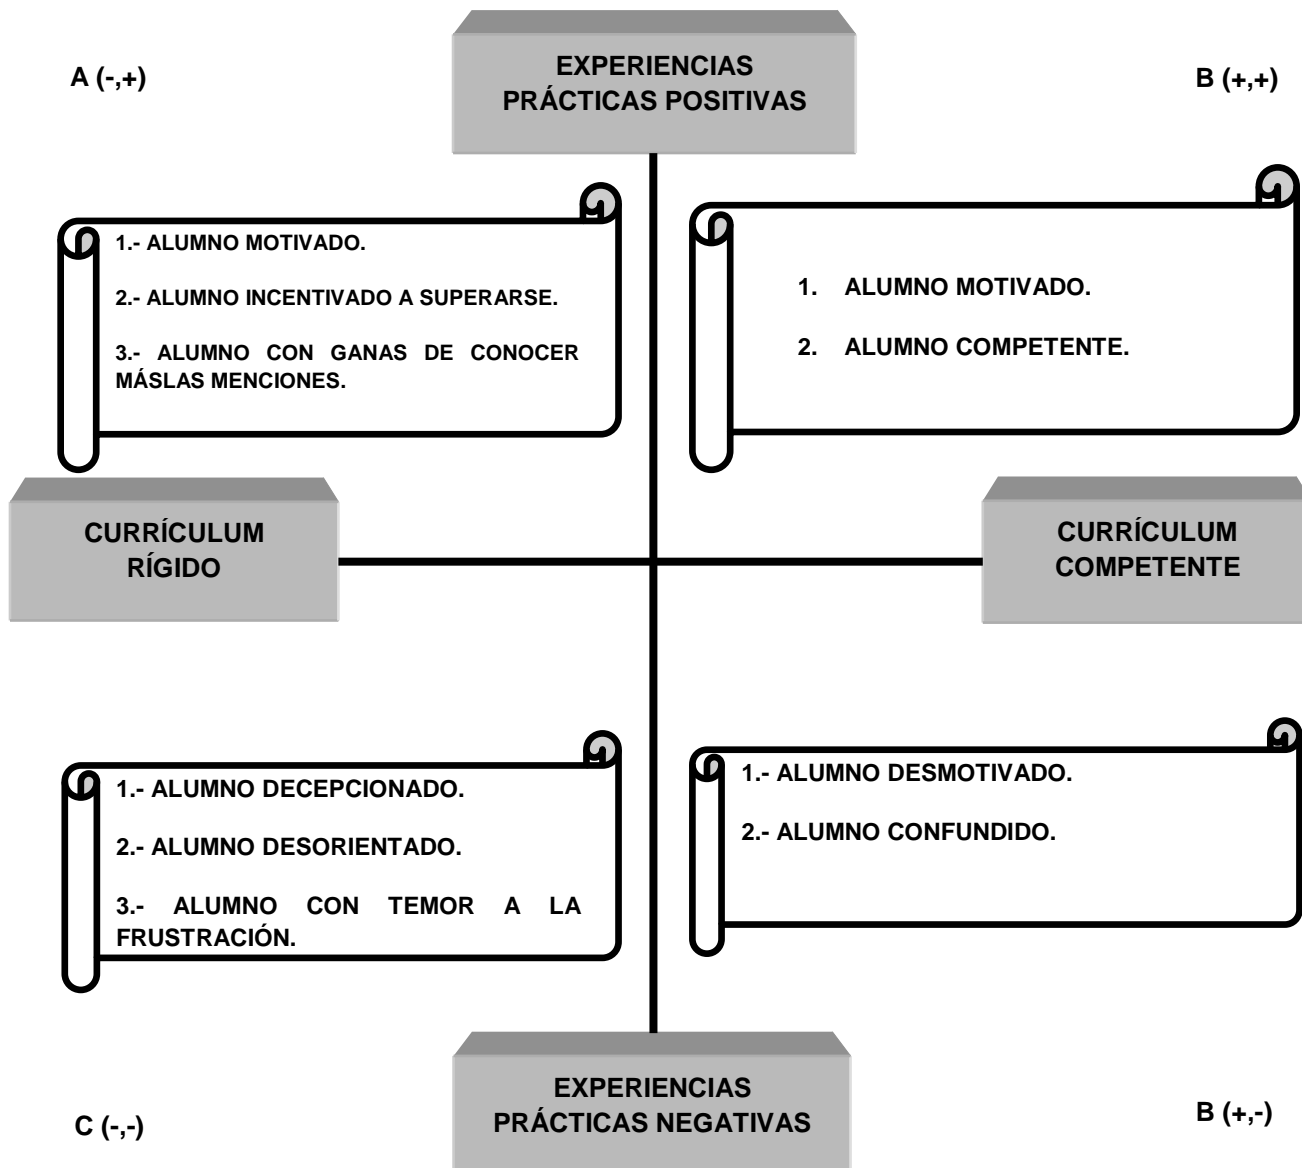 A (-,+)
EXPERIENCIAS
PRÁCTICAS POSITIVAS
B (+,+)
1.- ALUMNO MOTIVADO.
2.- ALUMNO INCENTIVADO A SUPERARSE.
3.- ALUMNO CON GANAS DE CONOCER
MÁSLAS MENCIONES.
1. ALUMNO MOTIVADO.
2. ALUMNO COMPETENTE.
CURRÍCULUM
RÍGIDO
CURRÍCULUM
COMPETENTE
1.- ALUMNO DECEPCIONADO.
2.- ALUMNO DESORIENTADO.
3.- ALUMNO CON TEMOR A LA
FRUSTRACIÓN.
1.- ALUMNO DESMOTIVADO.
2.- ALUMNO CONFUNDIDO.
C (-,-)
EXPERIENCIAS
PRÁCTICAS NEGATIVAS
B (+,-)